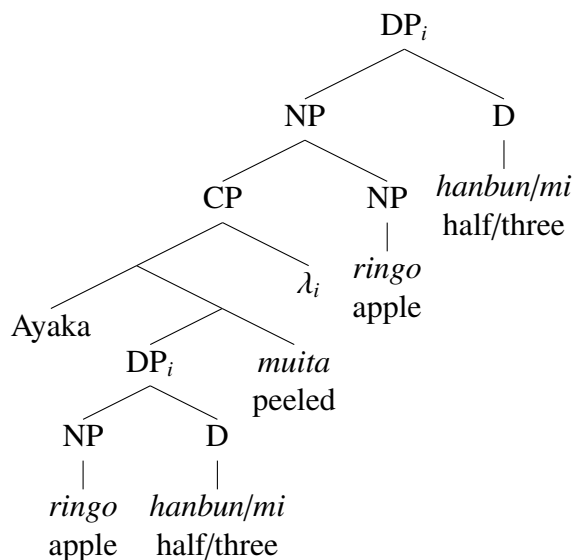 DPᵢ
NP D
CP NP hanbun/mi
half/three
λᵢ ringo
apple
Ayaka
DPᵢ muita
peeled
NP D
ringo hanbun/mi
apple half/three